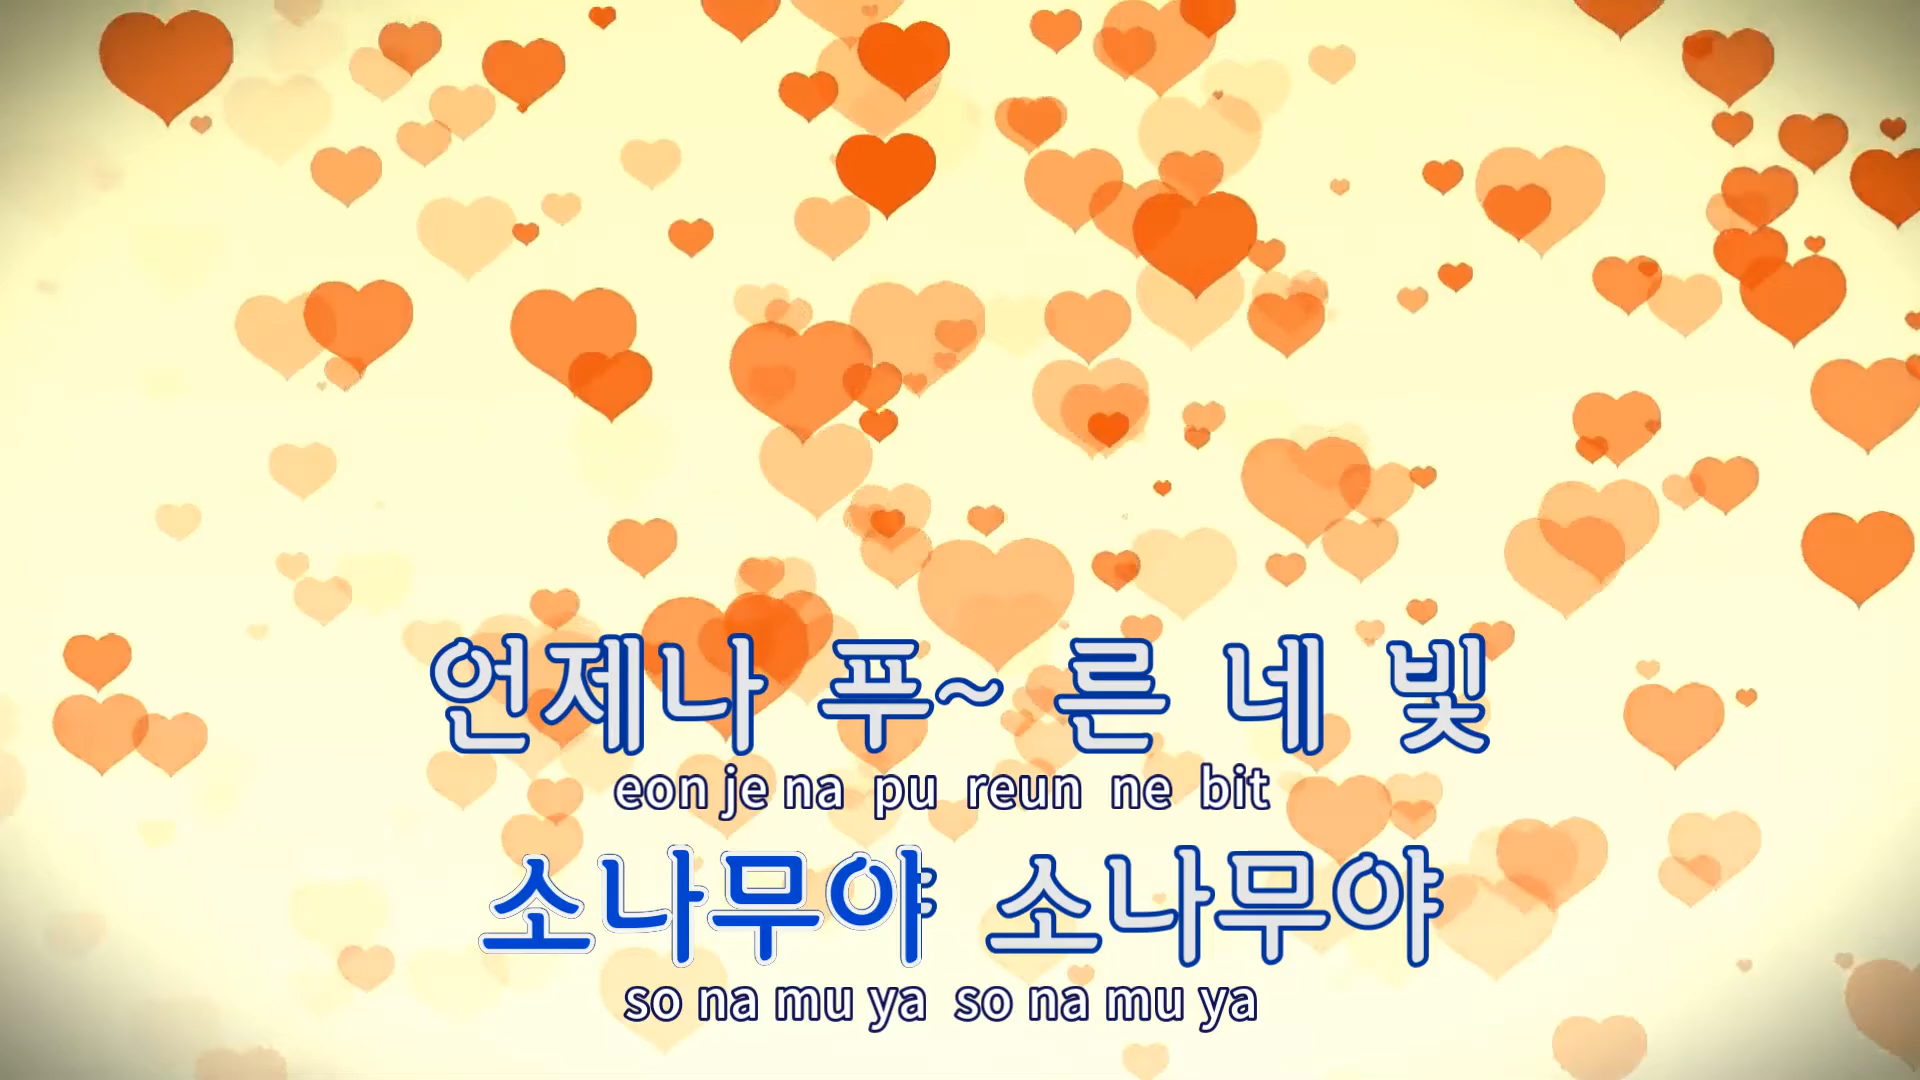 언제나 푸~ 른 네 빛
eon je na pu reun ne bit
소나무야 소나무야
so na mu ya so na mu ya